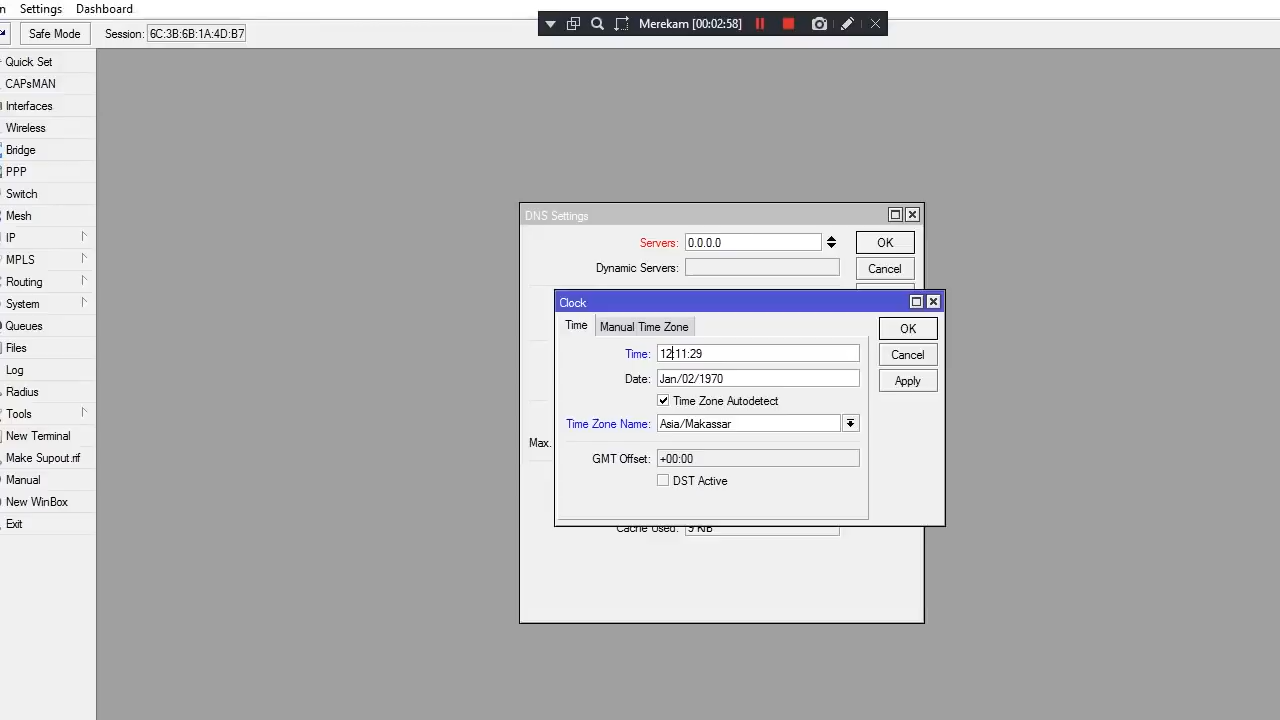 Settings Dashboard
Merekam [00:02:58]
Safe Mode Session: 6C:3B:6B:1A:4D:B7
Quick Set
CAPsMAN
Interfaces
Wireless
Bridge
PPP
Switch
Mesh
IP
MPLS
Routing
System
Queues
Files
Log
Radius
Tools
New Terminal
Make Supout.rif
Manual
New WinBox
Exit
DNS Settings
Servers: 0.0.0.0 OK
Dynamic Servers: Cancel
Max.
Cache Used: 9 KiB
Clock
Time Manual Time Zone
Time: 12:11:29
Date: Jan/02/1970
Time Zone Autodetect
Time Zone Name: Asia/Makassar
GMT Offset: +00:00
DST Active
OK
Cancel
Apply